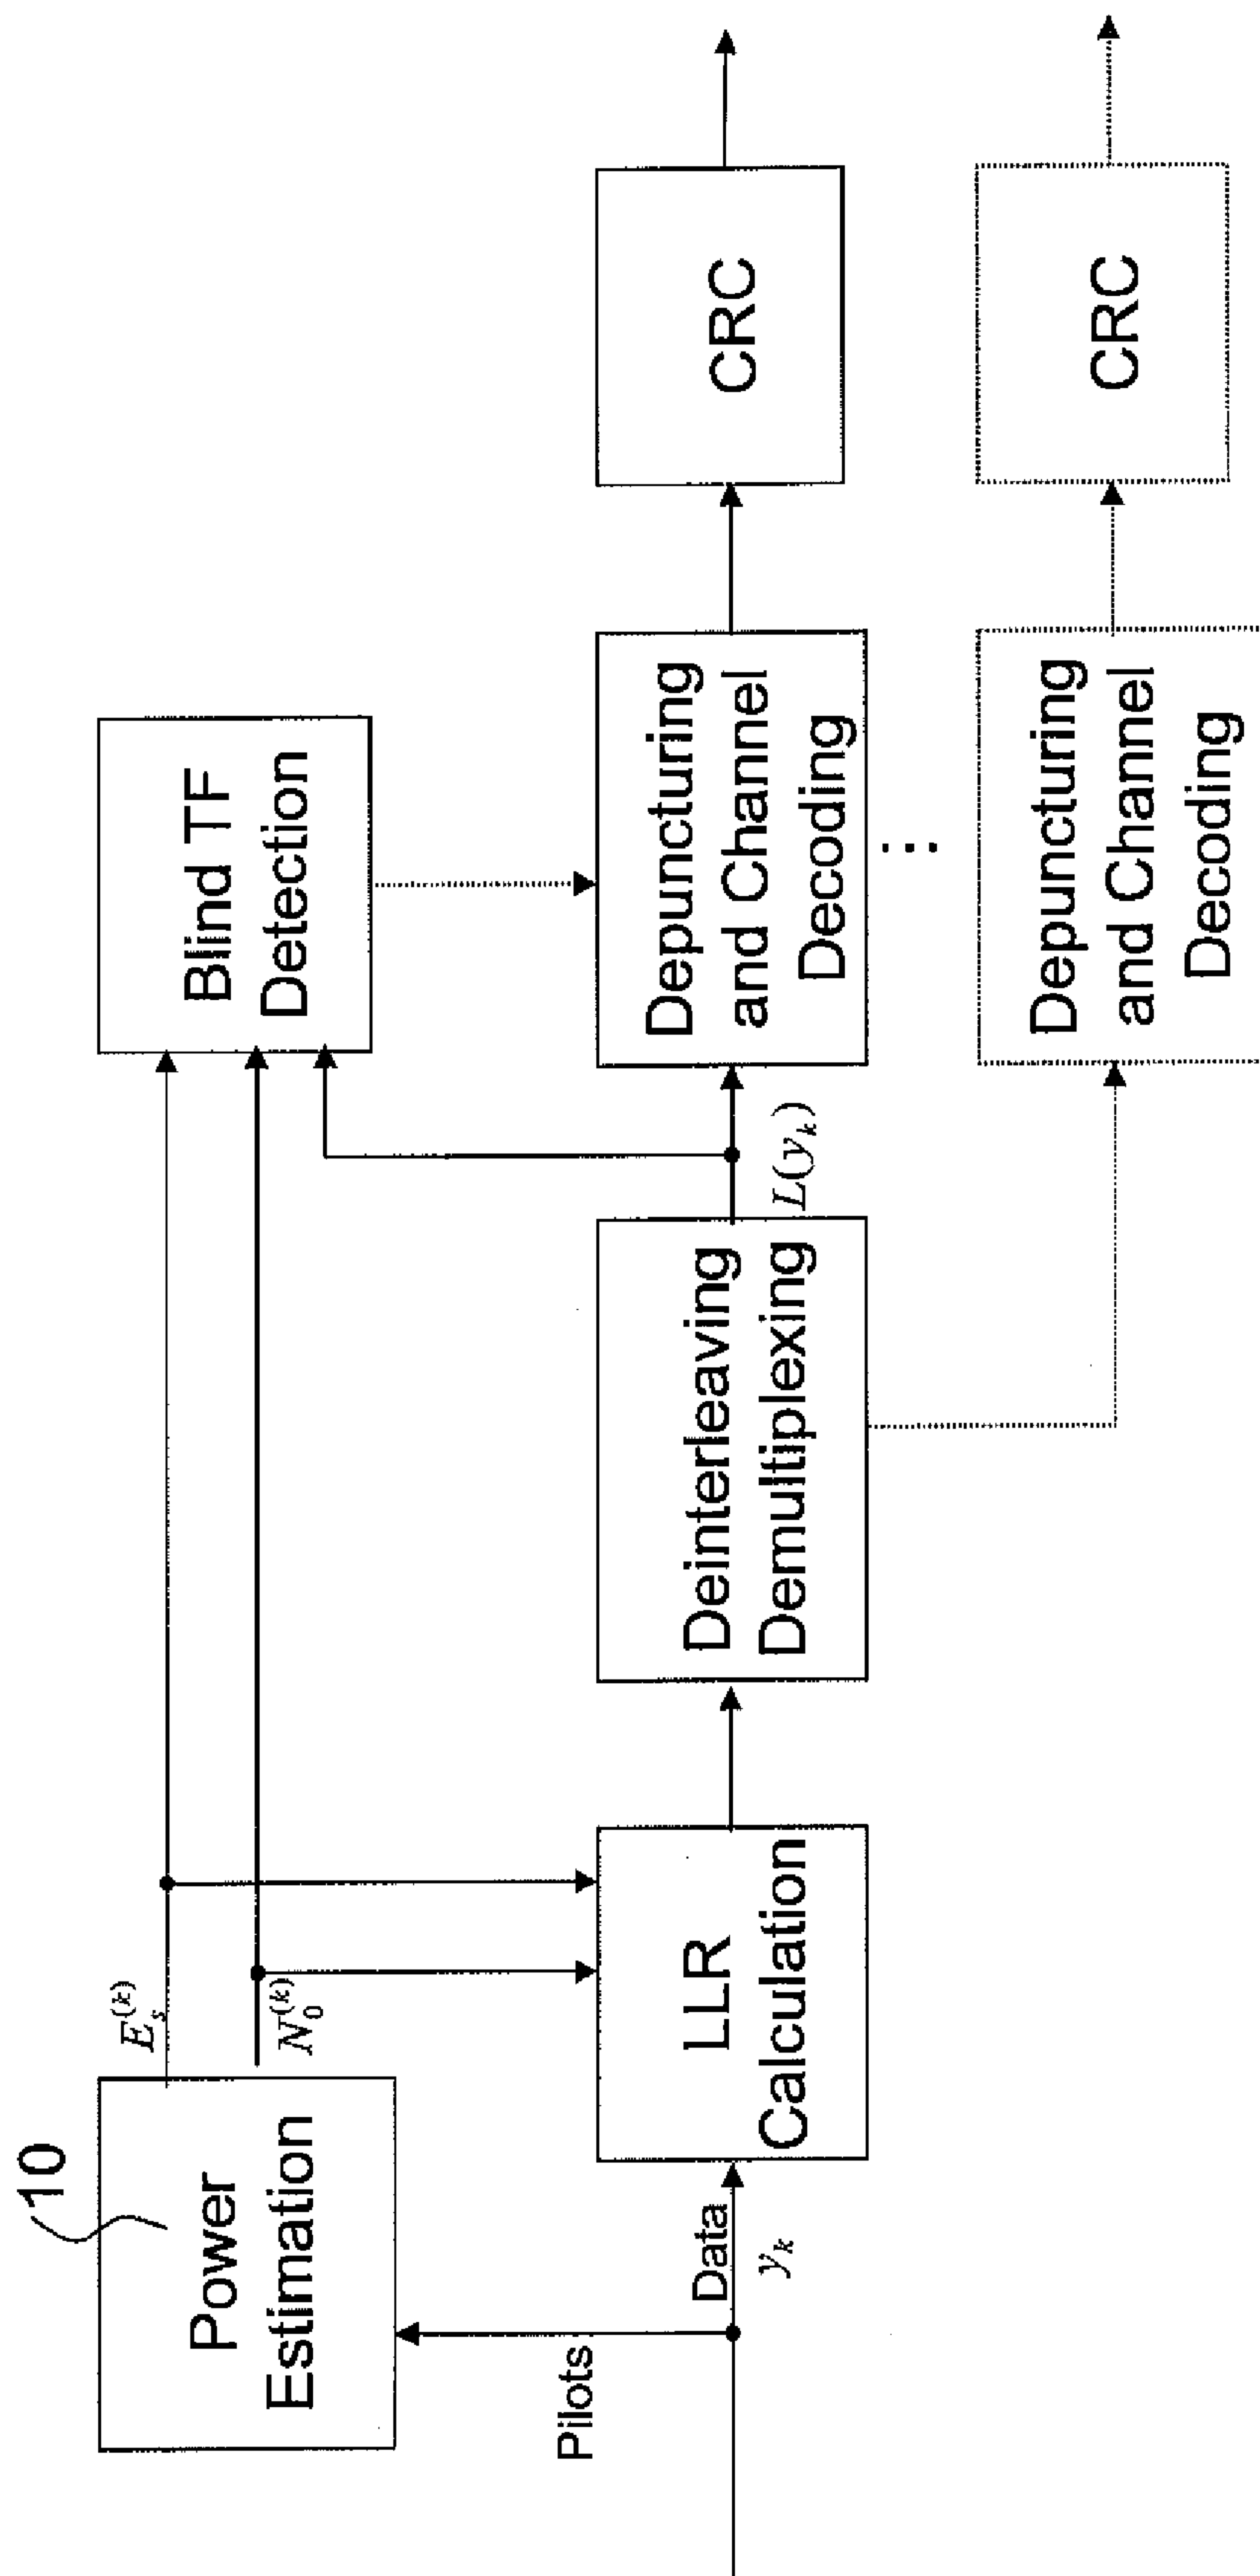 10
Power
Estimation
E_s^{(k)}
N_0^{(k)}
Blind TF
Detection
Pilots
Data
y_k
LLR
Calculation
Deinterleaving
Demultiplexing
L(y_k)
Depuncturing
and Channel
Decoding
CRC
...
Depuncturing
and Channel
Decoding
CRC